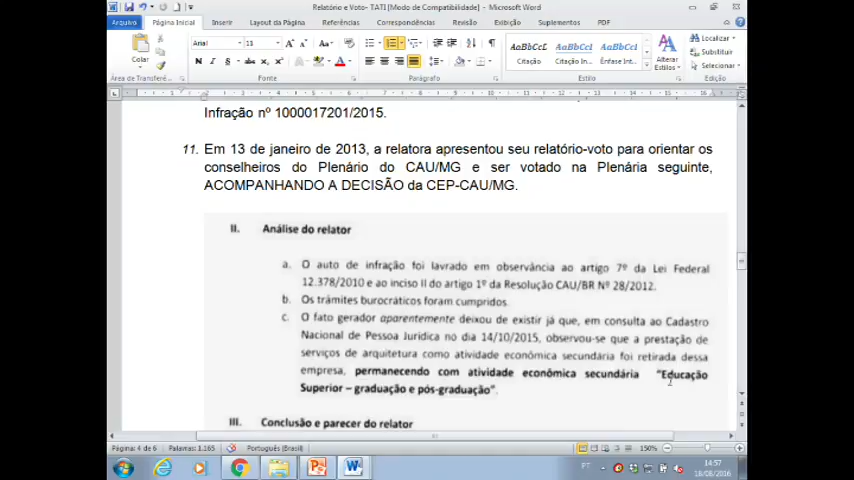 Relatório e Voto- TATI [Modo de Compatibilidade] - Microsoft Word
Arquivo Página Inicial Inserir Layout da Página Referências Correspondências Revisão Exibição Suplementos PDF
Arial 13
Colar
AaBbCcL AaBbCcI AaBbCcI
Citação Citação In... Ênfase Int...
Alterar Estilos
Localizar
Substituir
Selecionar
Área de Transferê... Fonte Parágrafo Estilo Edição
Infração nº 1000017201/2015.
11. Em 13 de janeiro de 2013, a relatora apresentou seu relatório-voto para orientar os
conselheiros do Plenário do CAU/MG e ser votado na Plenária seguinte,
ACOMPANHANDO A DECISÃO da CEP-CAU/MG.
II. Análise do relator
a. O auto de infração foi lavrado em observância ao artigo 7º da Lei Federal
12.378/2010 e ao inciso II do artigo 1º da Resolução CAU/BR Nº 28/2012.
b. Os trâmites burocráticos foram cumpridos.
c. O fato gerador aparentemente deixou de existir já que, em consulta ao Cadastro
Nacional de Pessoa Jurídica no dia 14/10/2015, observou-se que a prestação de
serviços de arquitetura como atividade econômica secundária foi retirada dessa
empresa, permanecendo com atividade econômica secundária "Educação
Superior – graduação e pós-graduação".
III. Conclusão e parecer do relator
Página: 4 de 6 Palavras: 1.165 Português (Brasil) 150%
PT 14:57
18/08/2016